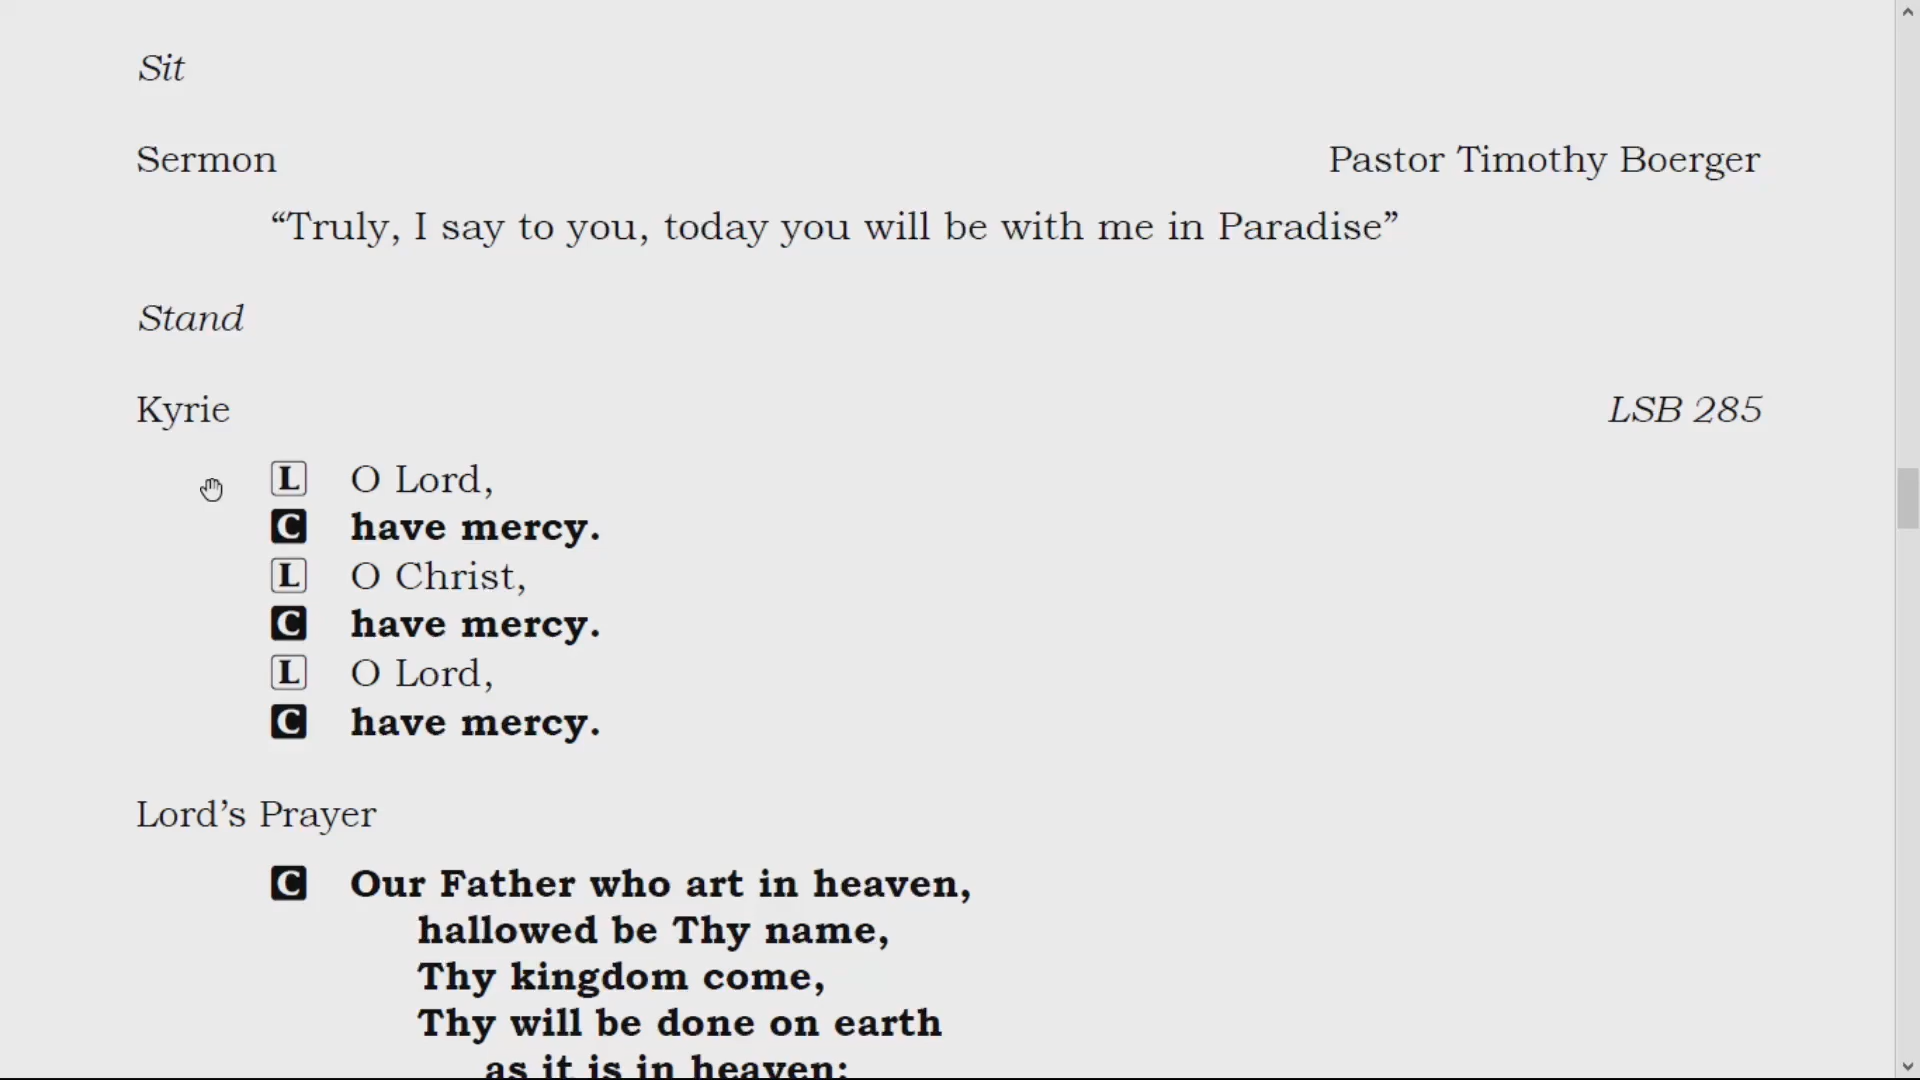 Sit
Sermon Pastor Timothy Boerger
“Truly, I say to you, today you will be with me in Paradise”
Stand
Kyrie LSB 285
L O Lord,
C have mercy.
L O Christ,
C have mercy.
L O Lord,
C have mercy.
Lord’s Prayer
C Our Father who art in heaven,
hallowed be Thy name,
Thy kingdom come,
Thy will be done on earth
as it is in heaven;